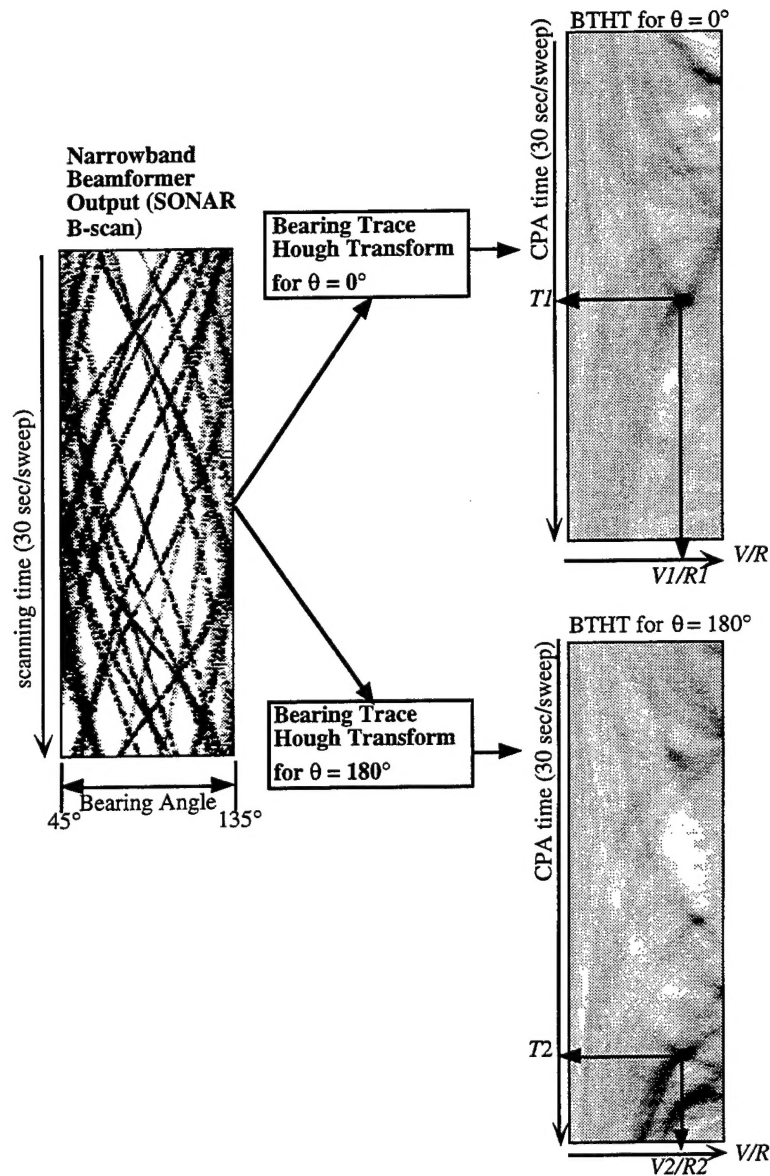 Narrowband
Beamformer
Output (SONAR
B-scan)
scanning time (30 sec/sweep)
Bearing Angle
45°
135°
Bearing Trace
Hough Transform
for θ = 0°
Bearing Trace
Hough Transform
for θ = 180°
BTHT for θ = 0°
CPA time (30 sec/sweep)
T1
V1/R1
V/R
BTHT for θ = 180°
CPA time (30 sec/sweep)
T2
V2/R2
V/R